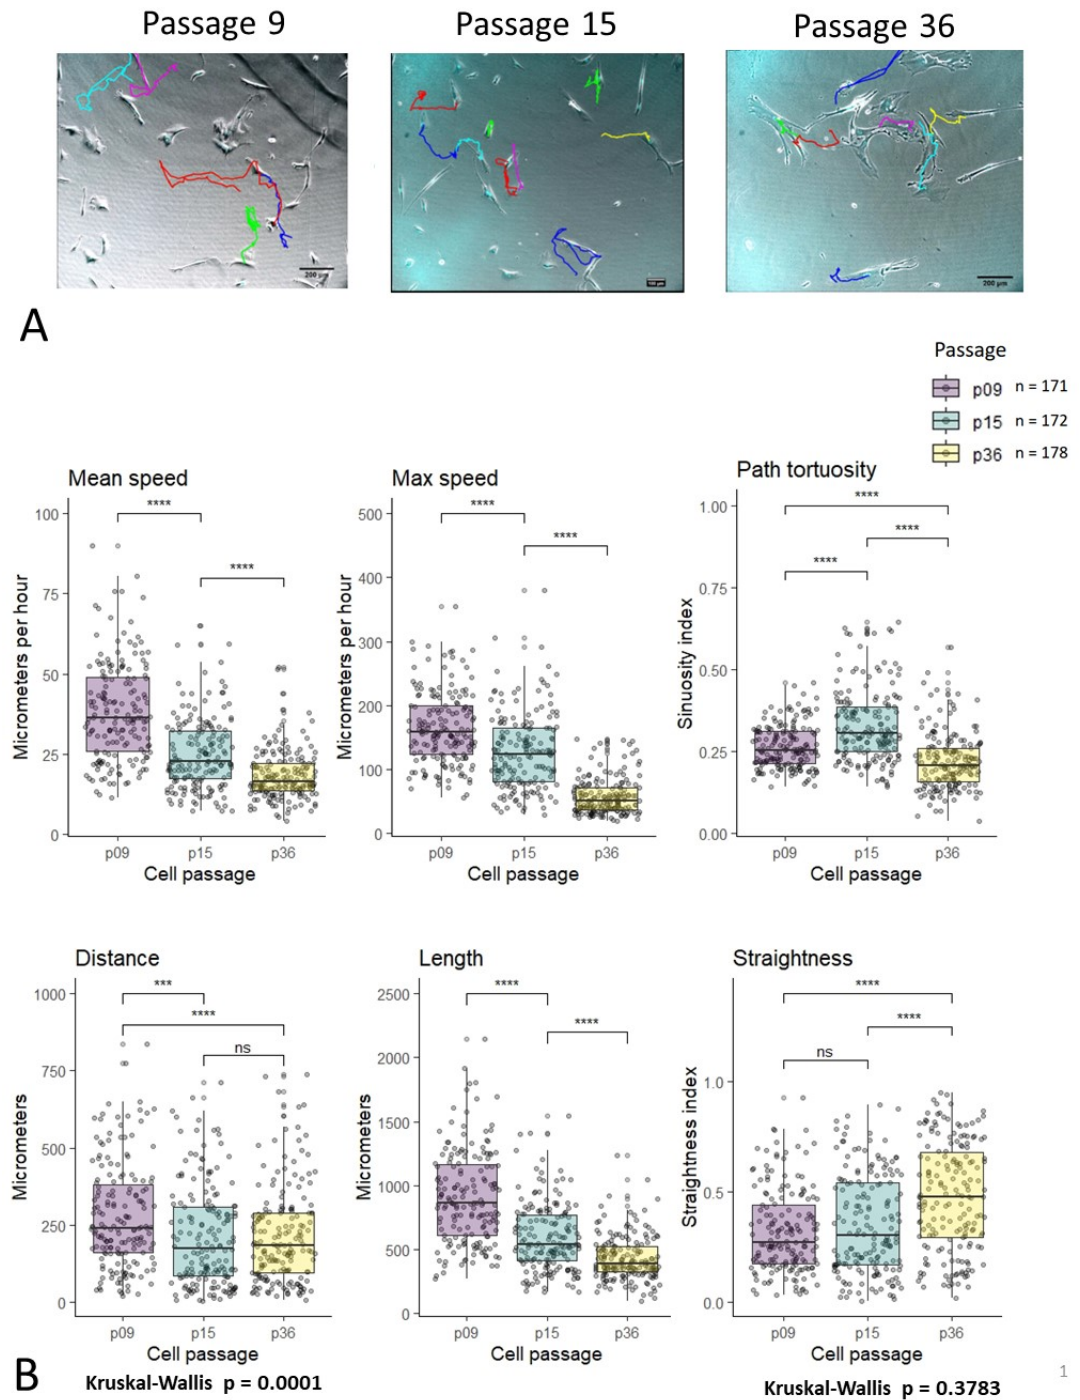 Passage 9
Passage 15
Passage 36
200 µm
200 µm
A
Passage
p09 n = 171
p15 n = 172
p36 n = 178
Mean speed
Micrometers per hour
100
75
50
25
0
****
****
p09 p15 p36
Cell passage
Max speed
Micrometers per hour
500
400
300
200
100
0
****
****
p09 p15 p36
Cell passage
Path tortuosity
Sinuosity index
1.00
0.75
0.50
0.25
0.00
****
****
****
p09 p15 p36
Cell passage
Distance
Micrometers
1000
750
500
250
0
***
****
ns
p09 p15 p36
Cell passage
Length
Micrometers
2500
2000
1500
1000
500
0
****
****
p09 p15 p36
Cell passage
Straightness
Straightness index
1.0
0.5
0.0
****
****
ns
p09 p15 p36
Cell passage
B
Kruskal-Wallis p = 0.0001
Kruskal-Wallis p = 0.3783
1